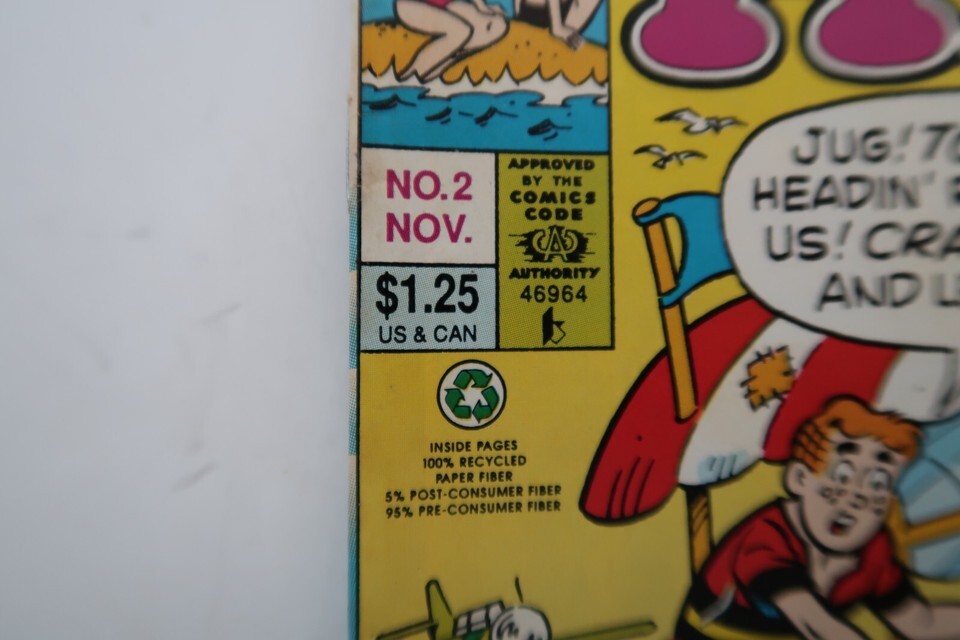 NO.2
NOV.
$1.25
US & CAN
APPROVED
BY THE
COMICS
CODE
AUTHORITY
46964
INSIDE PAGES
100% RECYCLED
PAPER FIBER
5% POST-CONSUMER FIBER
95% PRE-CONSUMER FIBER
JUG!
HEADIN'
US!
AND